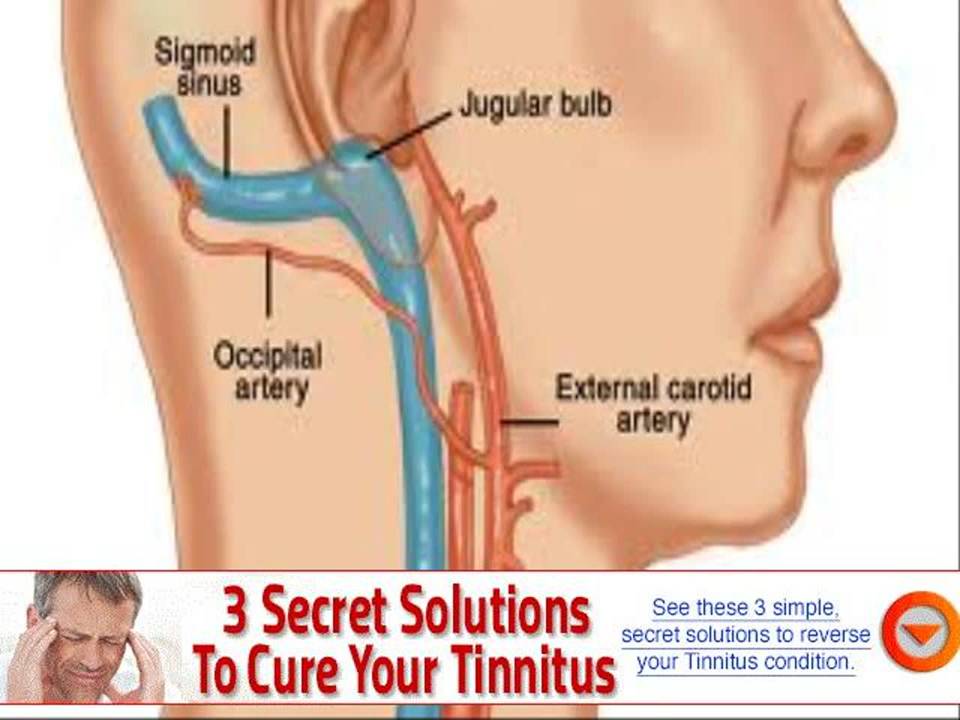 Sigmoid
sinus
Jugular bulb
Occipital
artery
External carotid
artery
3 Secret Solutions
To Cure Your Tinnitus
See these 3 simple,
secret solutions to reverse
your Tinnitus condition.